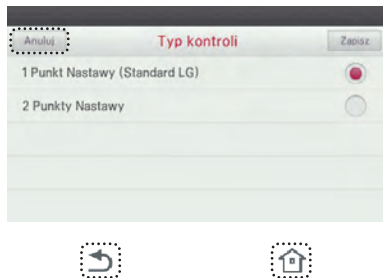 Anuluj Typ kontroli Zapisz
1 Punkt Nastawy (Standard LG)
2 Punkty Nastawy